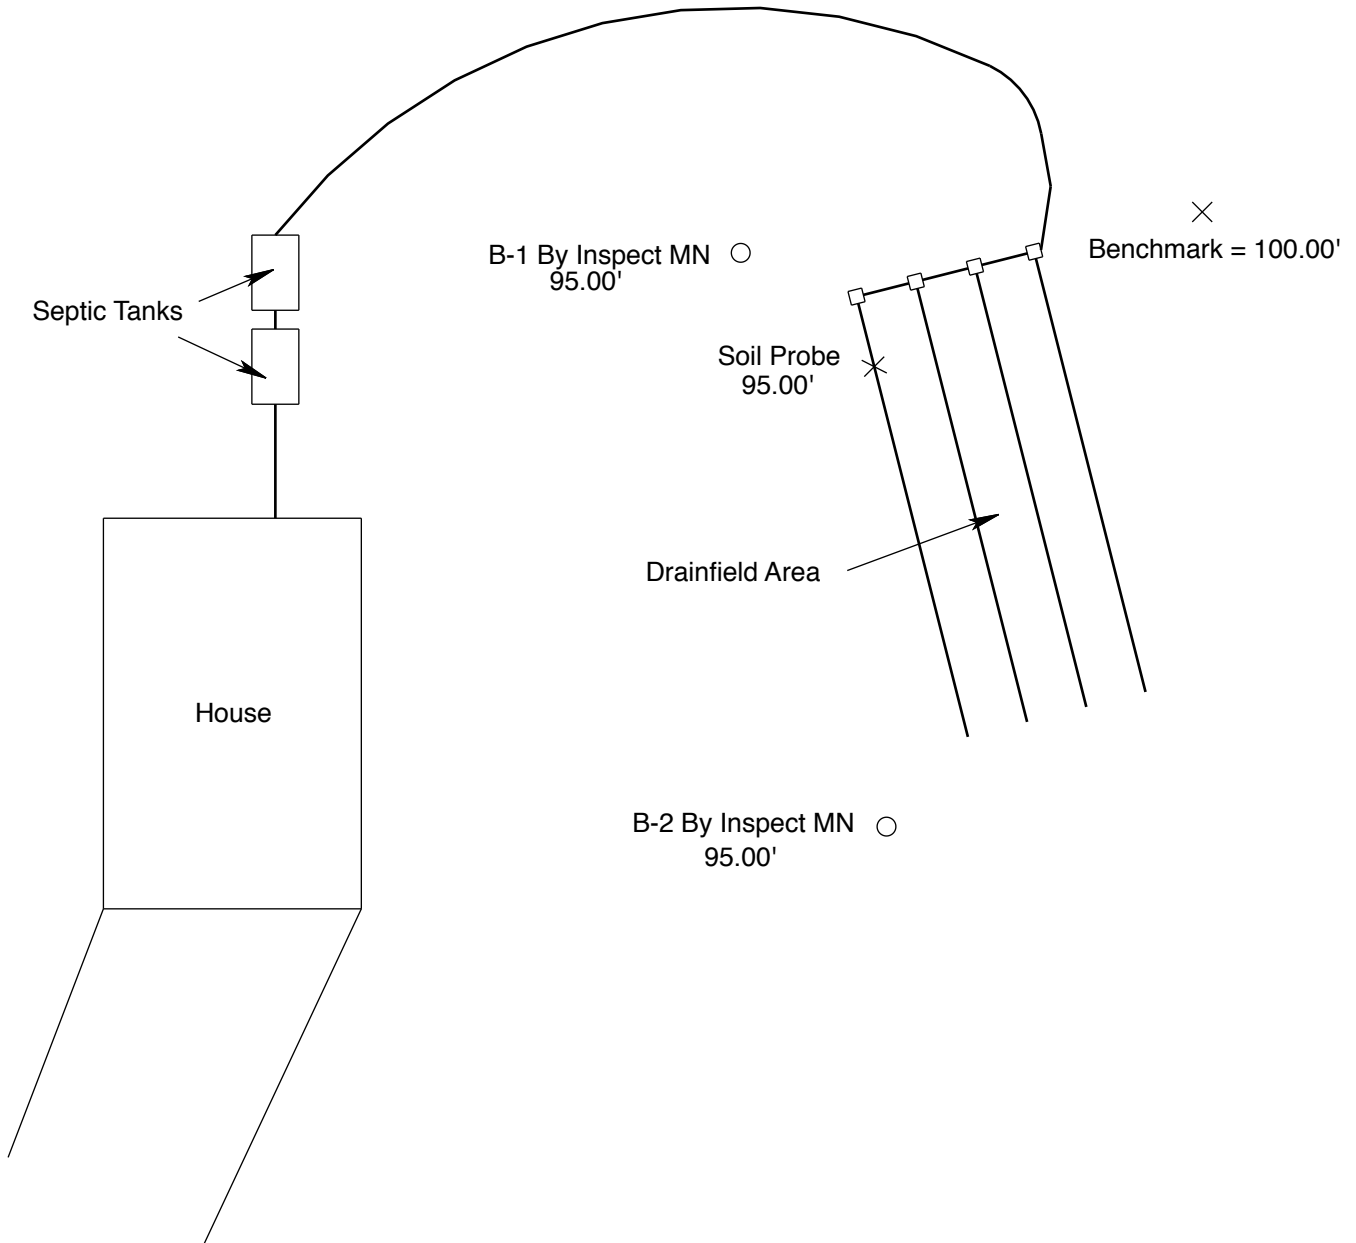 B-1 By Inspect MN
95.00'
Benchmark = 100.00'
Septic Tanks
Soil Probe
95.00'
Drainfield Area
House
B-2 By Inspect MN
95.00'